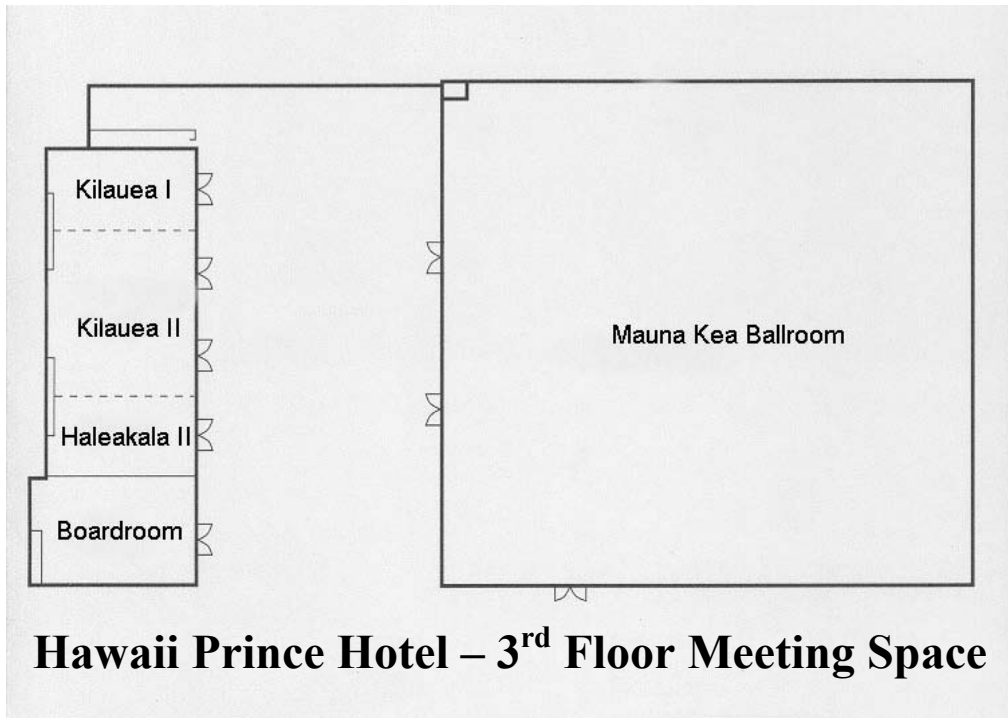 Kilauea I
Kilauea II
Mauna Kea Ballroom
Haleakala II
Boardroom
Hawaii Prince Hotel – 3rd Floor Meeting Space